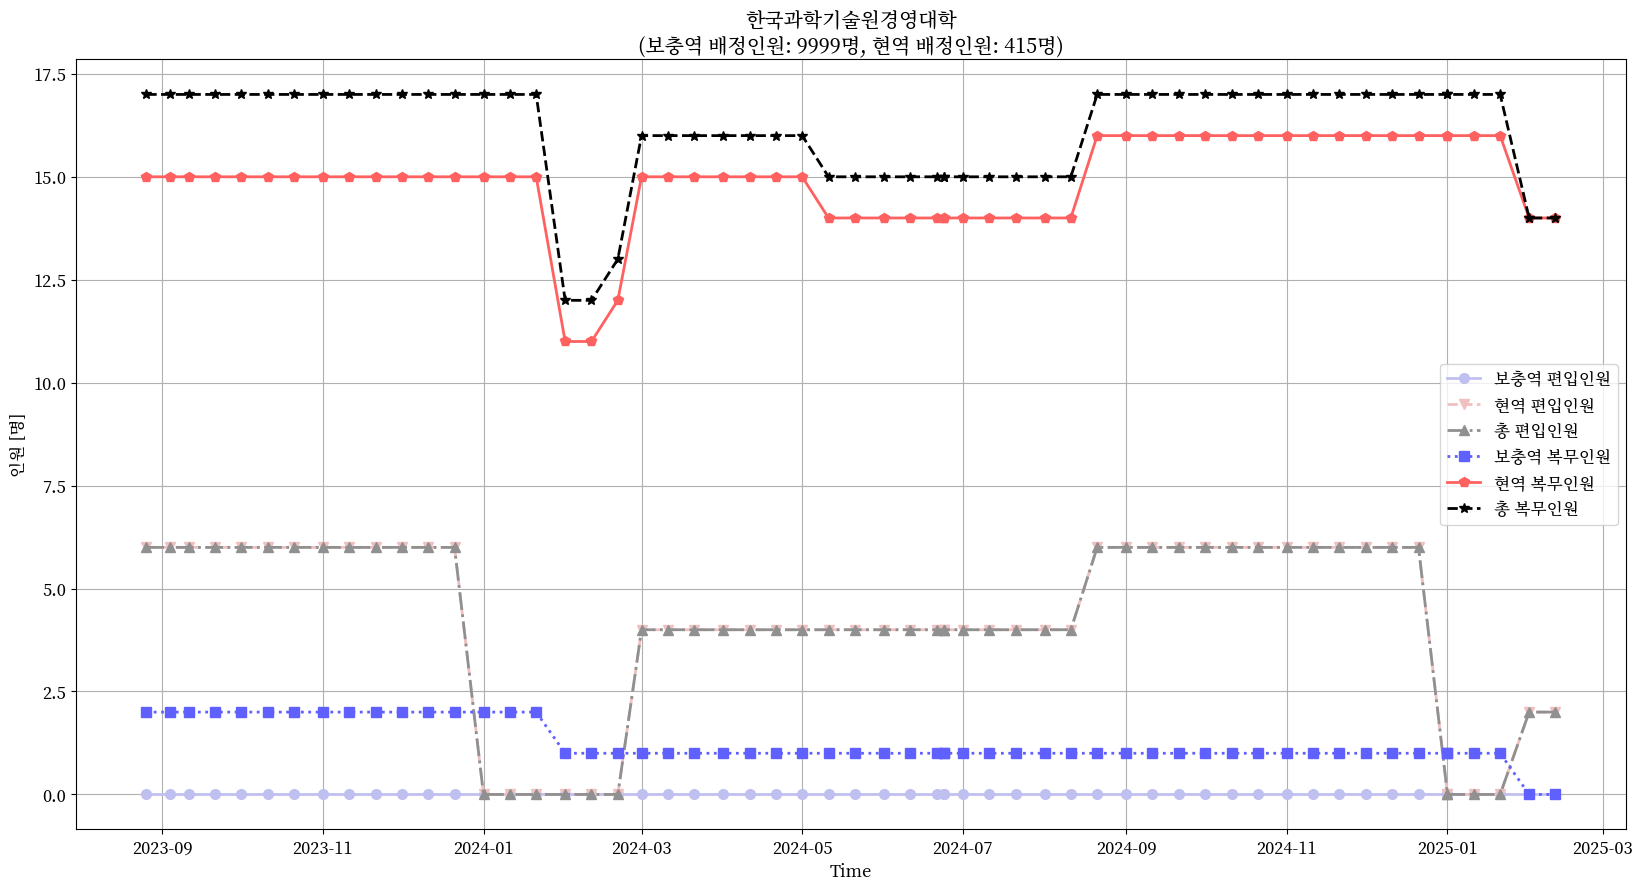 한국과학기술원경영대학
(보충역 배정인원: 9999명, 현역 배정인원: 415명)
17.5
15.0
12.5
10.0
7.5
5.0
2.5
0.0
인원 [명]
보충역 편입인원
현역 편입인원
총 편입인원
보충역 복무인원
현역 복무인원
총 복무인원
2023-09 2023-11 2024-01 2024-03 2024-05 2024-07 2024-09 2024-11 2025-01 2025-03
Time